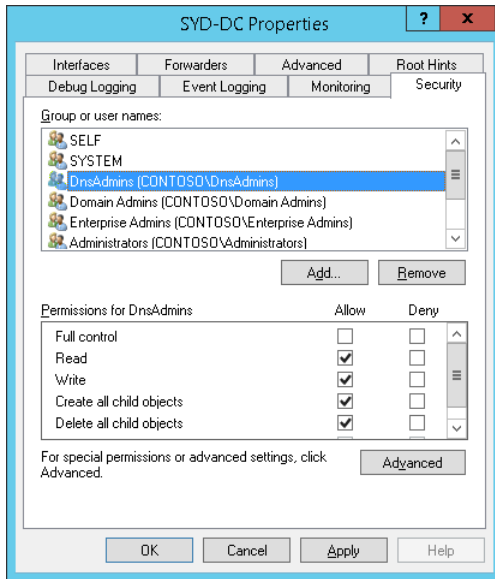 SYD-DC Properties
? x
Interfaces Forwarders Advanced Root Hints
Debug Logging Event Logging Monitoring Security
Group or user names:
SELF
SYSTEM
DnsAdmins (CONTOSO\DnsAdmins)
Domain Admins (CONTOSO\Domain Admins)
Enterprise Admins (CONTOSO\Enterprise Admins)
Administrators (CONTOSO\Administrators)
Add... Remove
Permissions for DnsAdmins Allow Deny
Full control
Read
Write
Create all child objects
Delete all child objects
For special permissions or advanced settings, click
Advanced.
Advanced
OK Cancel Apply Help